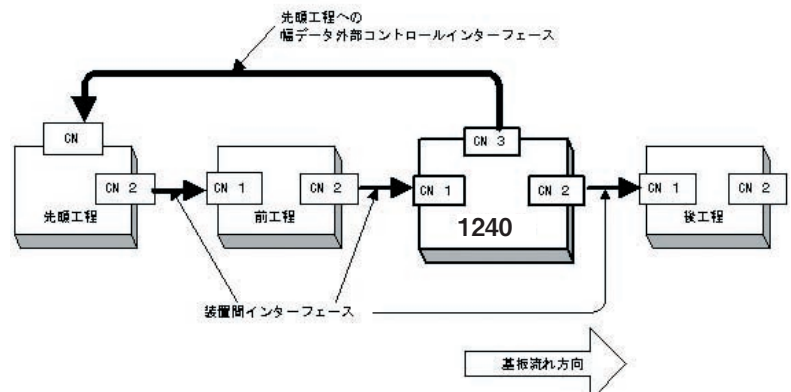 先頭工程への
幅データ外部コントロールインターフェース
CN
CN 3
CN 2
CN 1
CN 2
CN 1
CN 2
CN 1
CN 2
先頭工程
前工程
1240
後工程
装置間インターフェース
基板流れ方向